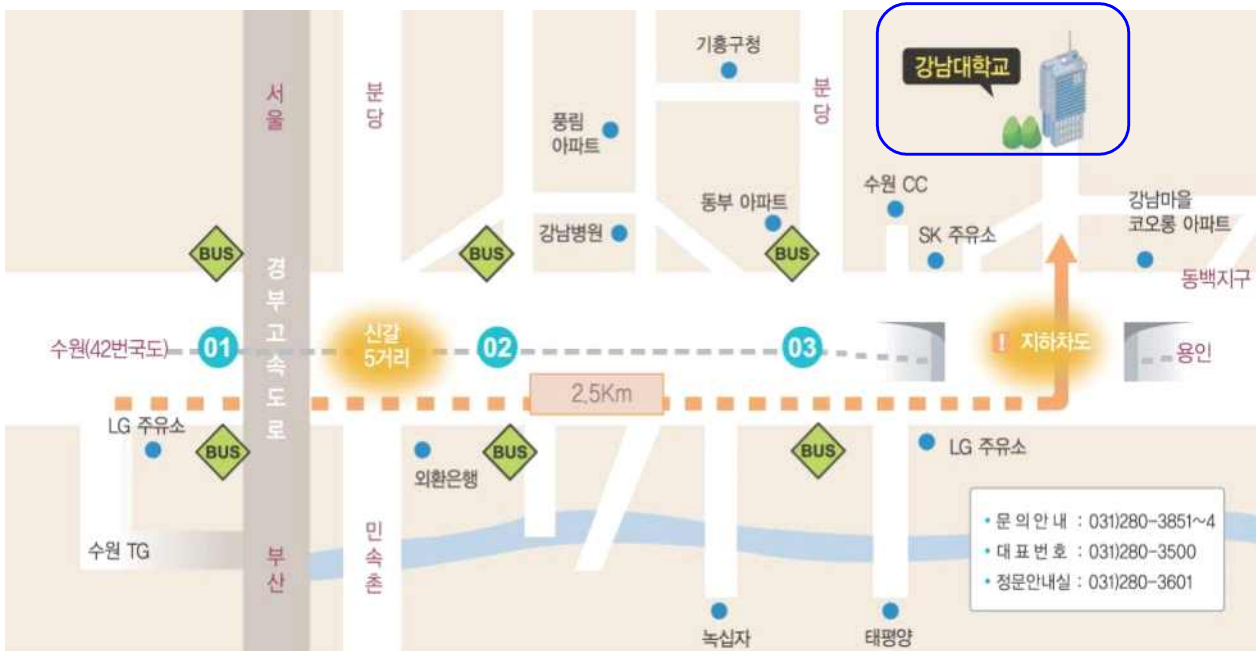 기흥구청
강남대학교
서울
분당
분당
풍림
아파트
수원 CC
동부 아파트
강남마을
코오롱 아파트
강남병원
SK 주유소
BUS
BUS
BUS
경부고속도로
동백지구
신갈
5거리
! 지하차도
수원(42번국도)
01
02
03
용인
2.5Km
LG 주유소
BUS
BUS
BUS
LG 주유소
외환은행
수원 TG
부산
민속촌
• 문의안내 : 031)280-3851~4
• 대표번호 : 031)280-3500
• 정문안내실 : 031)280-3601
녹십자
태평양